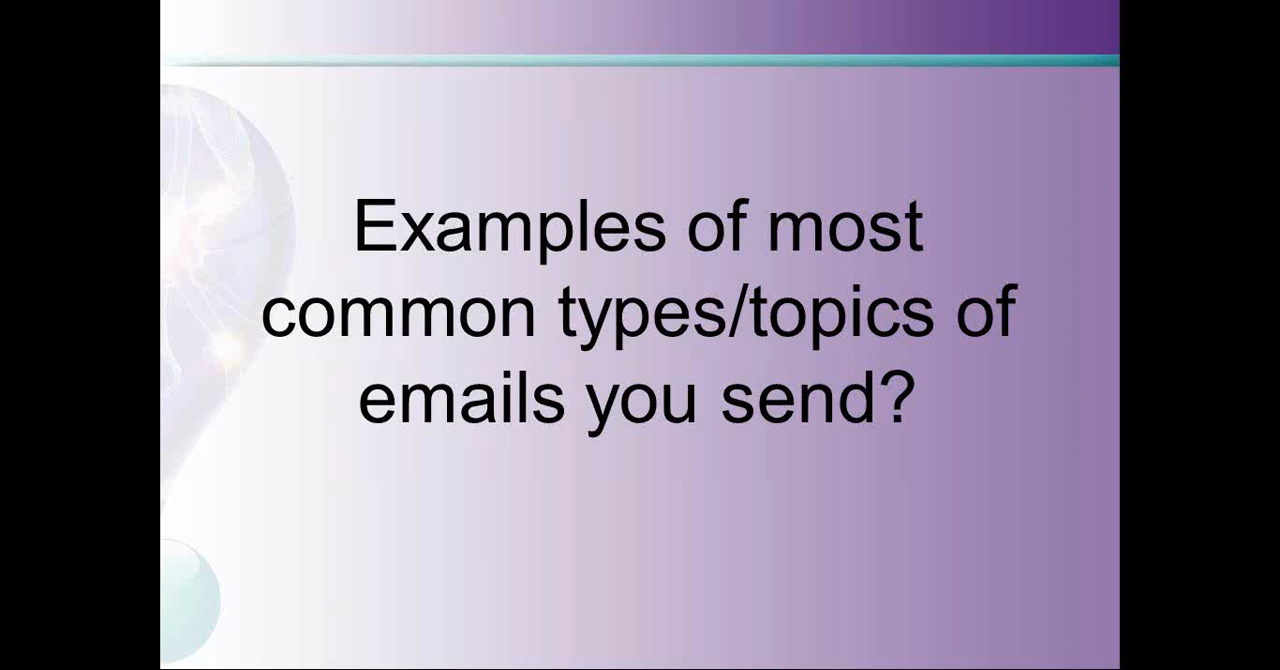 Examples of most
common types/topics of
emails you send?